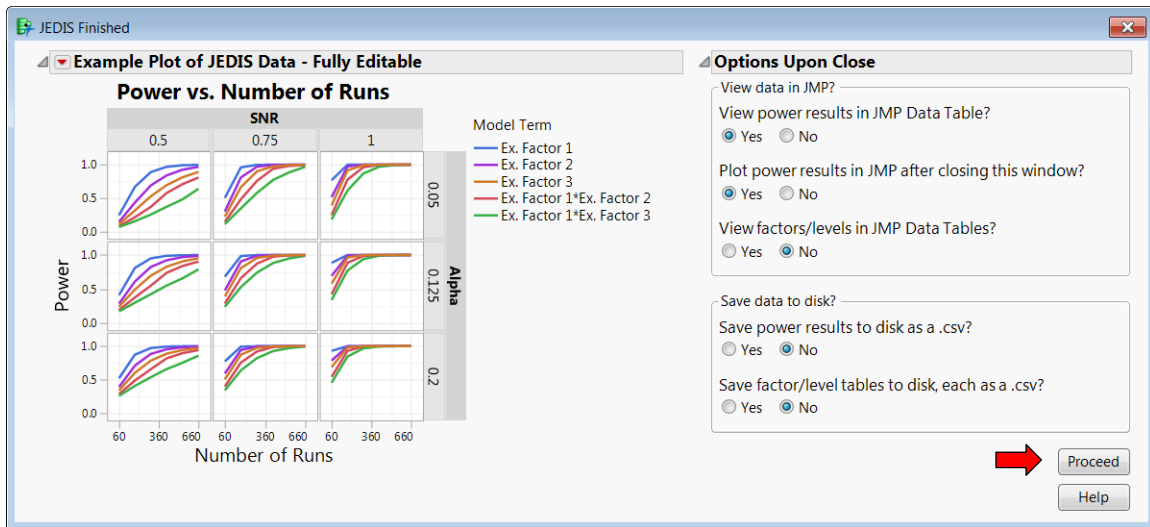 JEDIS Finished
Example Plot of JEDIS Data - Fully Editable
Power vs. Number of Runs
SNR
0.5 0.75 1
Power
1.0
0.5
0.0
1.0
0.5
0.0
1.0
0.5
0.0
0.05
0.125
0.2
Alpha
60 360 660 60 360 660 60 360 660
Number of Runs
Model Term
Ex. Factor 1
Ex. Factor 2
Ex. Factor 3
Ex. Factor 1*Ex. Factor 2
Ex. Factor 1*Ex. Factor 3
Options Upon Close
View data in JMP?
View power results in JMP Data Table?
Yes No
Plot power results in JMP after closing this window?
Yes No
View factors/levels in JMP Data Tables?
Yes No
Save data to disk?
Save power results to disk as a .csv?
Yes No
Save factor/level tables to disk, each as a .csv?
Yes No
Proceed
Help